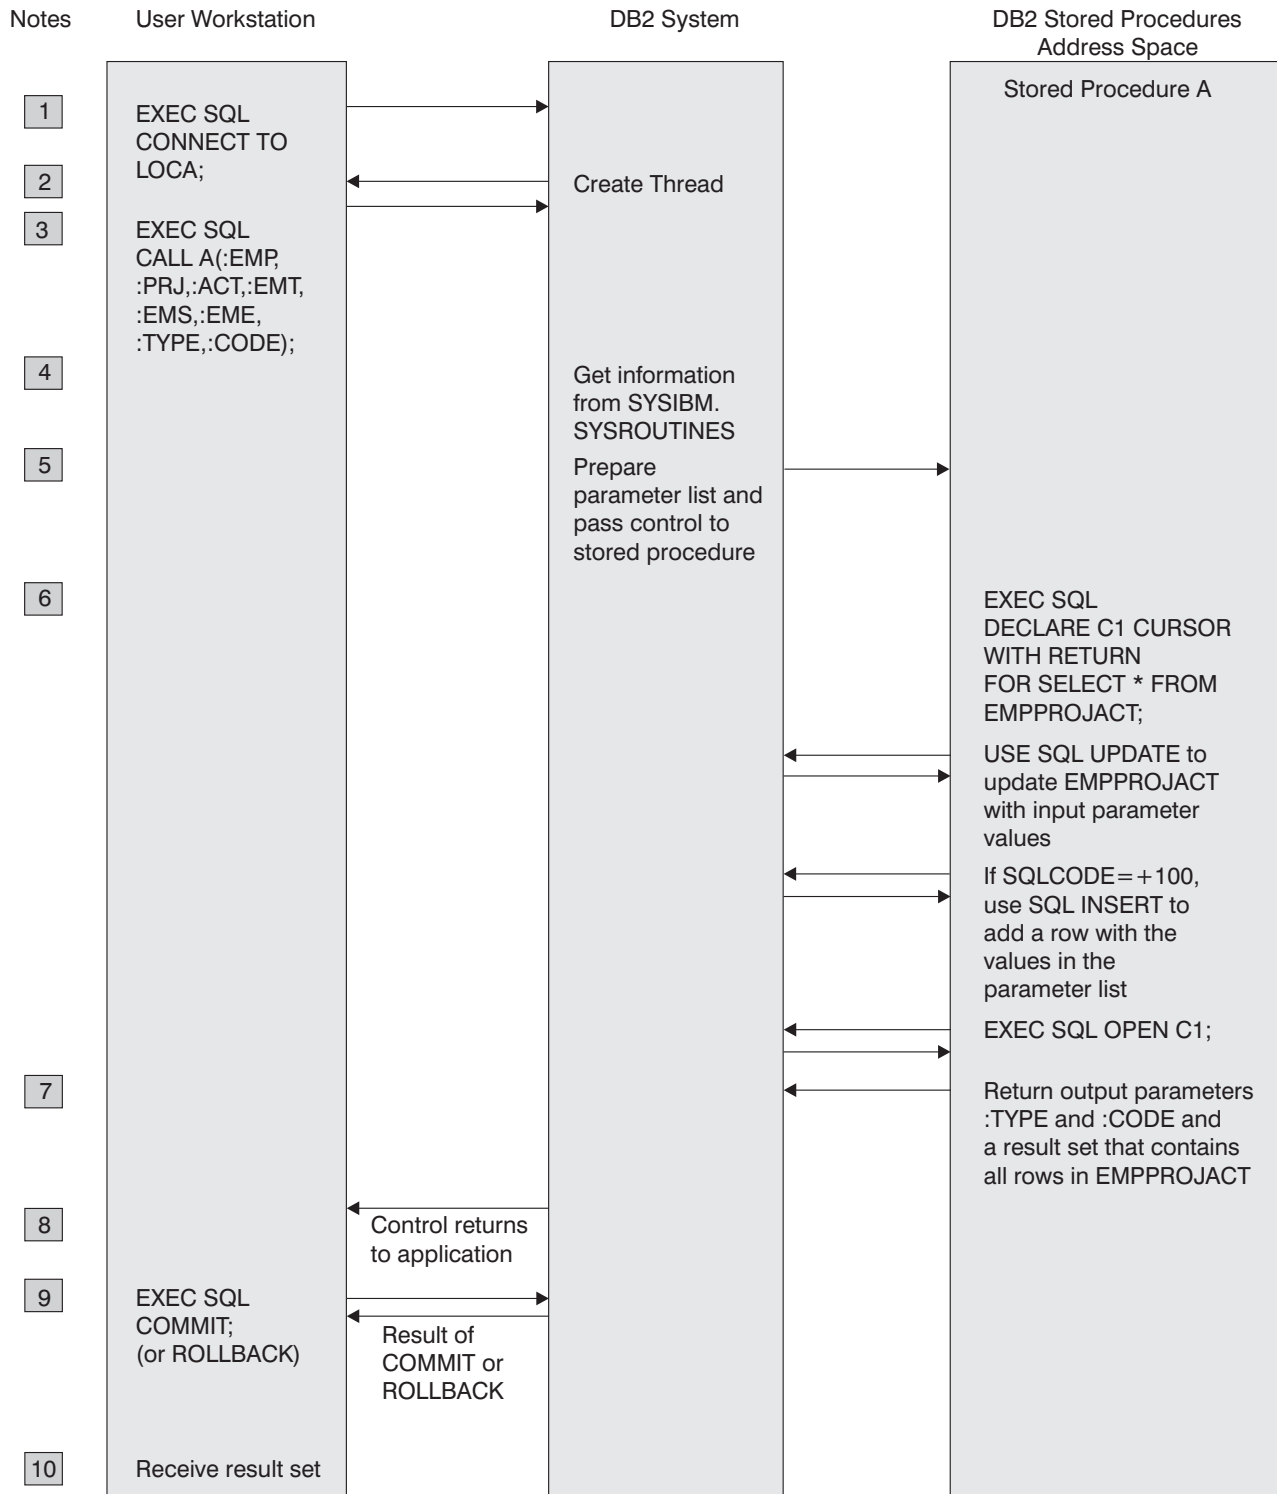 Notes
User Workstation
DB2 System
DB2 Stored Procedures
Address Space
Stored Procedure A
1
EXEC SQL
CONNECT TO
LOCA;
2
Create Thread
3
EXEC SQL
CALL A(:EMP,
:PRJ,:ACT,:EMT,
:EMS,:EME,
:TYPE,:CODE);
4
Get information
from SYSIBM.
SYSROUTINES
5
Prepare
parameter list and
pass control to
stored procedure
6
EXEC SQL
DECLARE C1 CURSOR
WITH RETURN
FOR SELECT * FROM
EMPPROJACT;
USE SQL UPDATE to
update EMPPROJACT
with input parameter
values
If SQLCODE=+100,
use SQL INSERT to
add a row with the
values in the
parameter list
EXEC SQL OPEN C1;
7
Return output parameters
:TYPE and :CODE and
a result set that contains
all rows in EMPPROJACT
8
Control returns
to application
9
EXEC SQL
COMMIT;
(or ROLLBACK)
Result of
COMMIT or
ROLLBACK
10
Receive result set